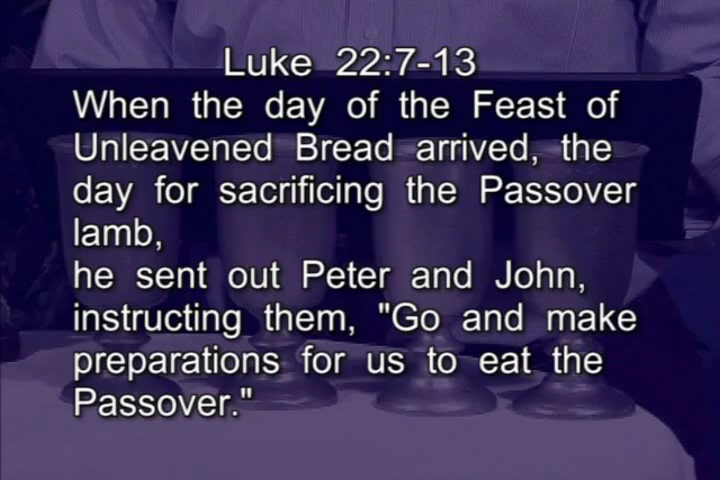 Luke 22:7-13
When the day of the Feast of
Unleavened Bread arrived, the
day for sacrificing the Passover
lamb,
he sent out Peter and John,
instructing them, "Go and make
preparations for us to eat the
Passover."